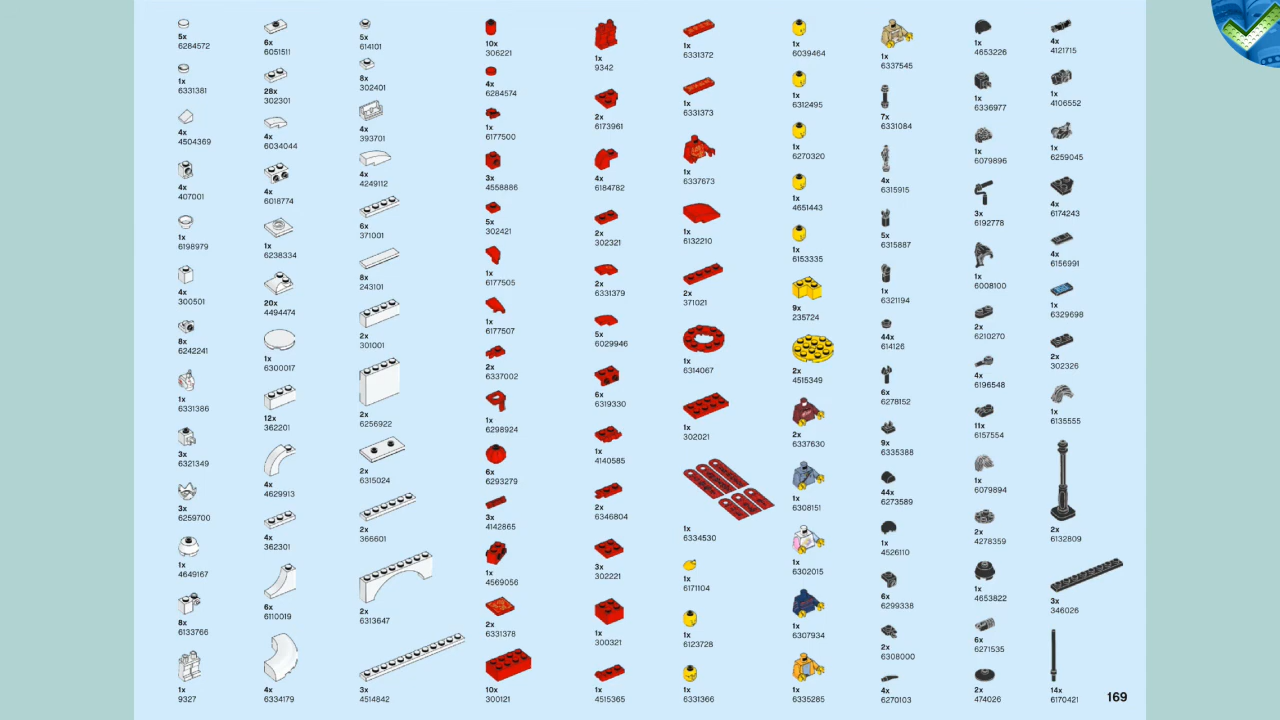 5x
6284572
1x
6331381
4x
4504369
4x
407001
1x
6198979
4x
300501
8x
6242241
1x
6331386
3x
6321349
3x
6259700
1x
4649167
8x
6133766
1x
9327
6x
6051511
28x
302301
4x
6034044
4x
6018774
1x
6238334
20x
4494474
1x
6300017
12x
362201
4x
4629913
4x
362301
6x
6110019
4x
6334179
5x
614101
8x
302401
4x
393701
4x
4249112
6x
371001
8x
243101
2x
301001
2x
6256922
2x
6315024
2x
366601
2x
6313647
3x
4514842
10x
306221
4x
6284574
1x
6177500
3x
4558886
5x
302421
1x
6177505
1x
6177507
2x
6337002
1x
6298924
6x
6293279
3x
4142865
1x
4569056
2x
6331378
10x
300121
1x
9342
2x
6173961
4x
6184782
2x
302321
2x
6331379
5x
6029946
6x
6319330
1x
4140585
2x
6346804
3x
302221
1x
300321
1x
4515365
1x
6331372
1x
6331373
1x
6337673
1x
6132210
2x
371021
1x
6314067
1x
302021
1x
6334530
1x
6171104
1x
6123728
1x
6331366
1x
6039464
1x
6312495
1x
6270320
1x
4651443
1x
6153335
9x
235724
2x
4515349
2x
6337630
1x
6308151
1x
6302015
1x
6307934
1x
6335285
1x
6337545
7x
6331084
4x
6315915
5x
6315887
1x
6321194
44x
614126
6x
6278152
9x
6335388
44x
6273589
1x
4526110
6x
6299338
2x
6308000
4x
6270103
1x
4653226
1x
6336977
1x
6079896
3x
6192778
1x
6008100
2x
6210270
4x
6196548
11x
6157554
1x
6079894
2x
4278359
1x
4653822
6x
6271535
2x
474026
4x
4121715
1x
4106552
1x
6259045
4x
6174243
4x
6156991
1x
6329698
2x
302326
1x
6135555
2x
6132809
3x
346026
14x
6170421
169